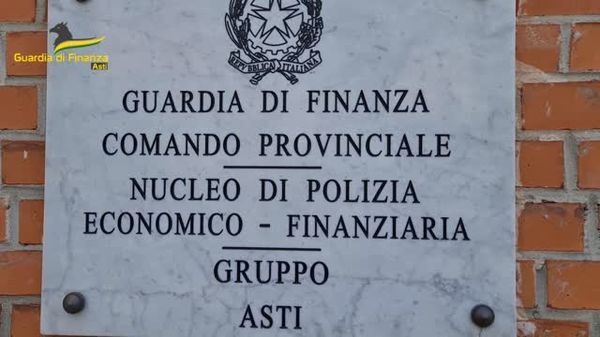 Guardia di Finanza
Asti
REPVBBLICA ITALIANA
GUARDIA DI FINANZA
COMANDO PROVINCIALE
NUCLEO DI POLIZIA
ECONOMICO - FINANZIARIA
GRUPPO
ASTI